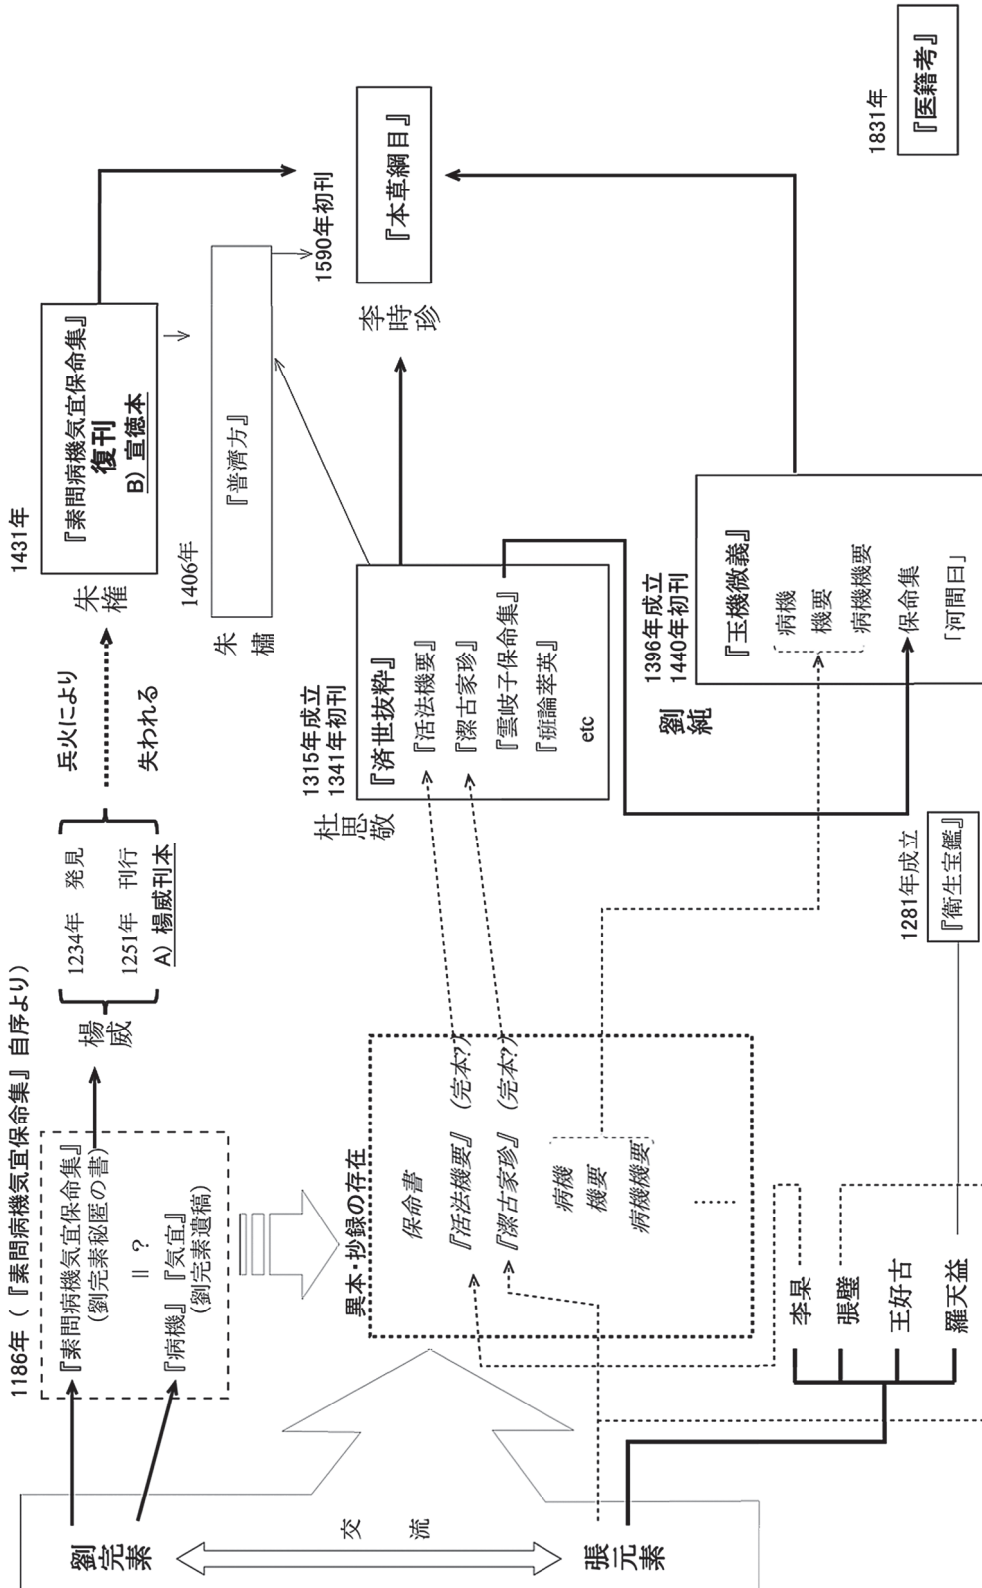 1186年（『素問病機気宜保命集』自序より）
劉完素
『素問病機気宜保命集』
(劉完素秘匿の書)
＝ ?
『病機』『気宜』
(劉完素遺稿)
楊威
1234年 発見
1251年 刊行
A）楊威刊本
兵火により
失われる
1431年
朱権
『素問病機気宜保命集』
復刊
B）宣徳本
1406年
朱橚
『普済方』
1590年初刊
李時珍
『本草綱目』
交流
異本・抄録の存在
保命書
『活法機要』(完本?)
『潔古家珍』(完本?)
病機
機要
病機機要
……
1315年成立
1341年初刊
杜思敬
『済世抜粋』
『活法機要』
『潔古家珍』
『雲岐子保命集』
『癍論萃英』
etc
1396年成立
1440年初刊
劉純
『玉機微義』
病機
機要
病機機要
保命集
「河間曰」
張元素
李杲
張璧
王好古
羅天益
1281年成立
『衛生宝鑑』
1831年
『医籍考』